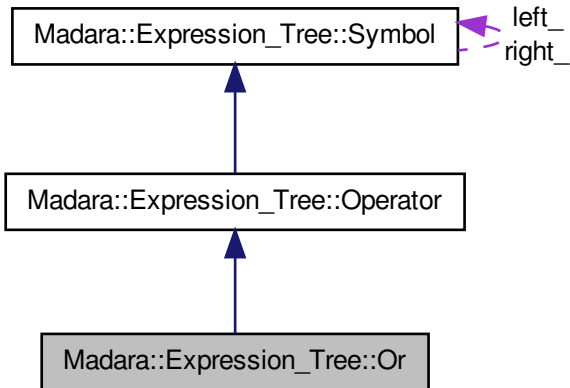 Madara::Expression_Tree::Symbol
left_
right_
Madara::Expression_Tree::Operator
Madara::Expression_Tree::Or